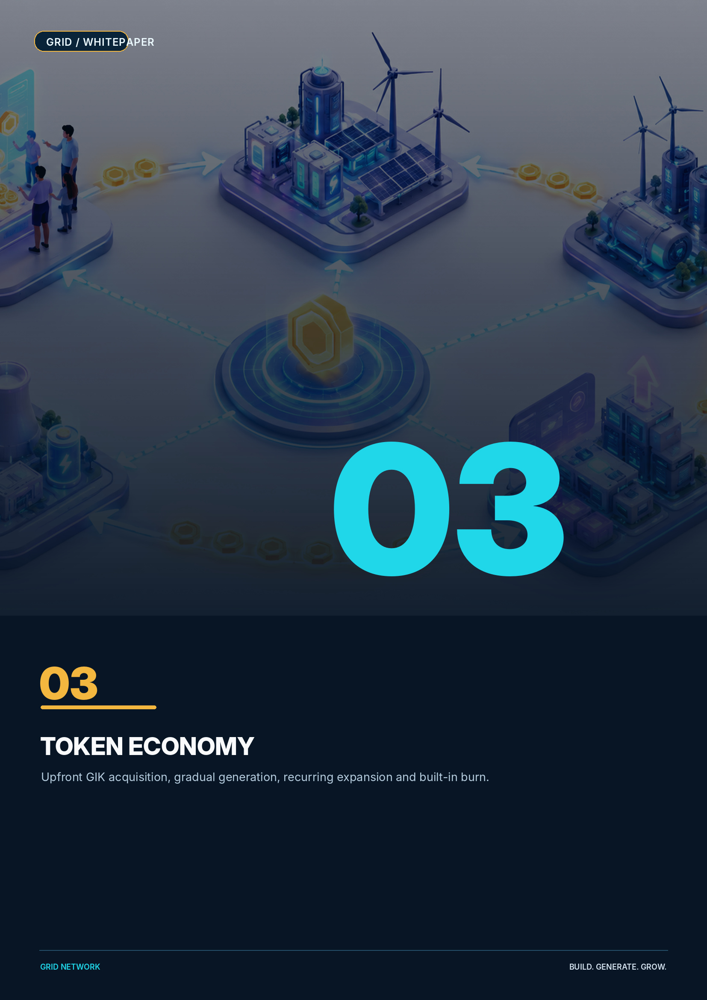 GRID / WHITEPAPER
03
03
TOKEN ECONOMY
Upfront GIK acquisition, gradual generation, recurring expansion and built-in burn.
GRID NETWORK
BUILD. GENERATE. GROW.